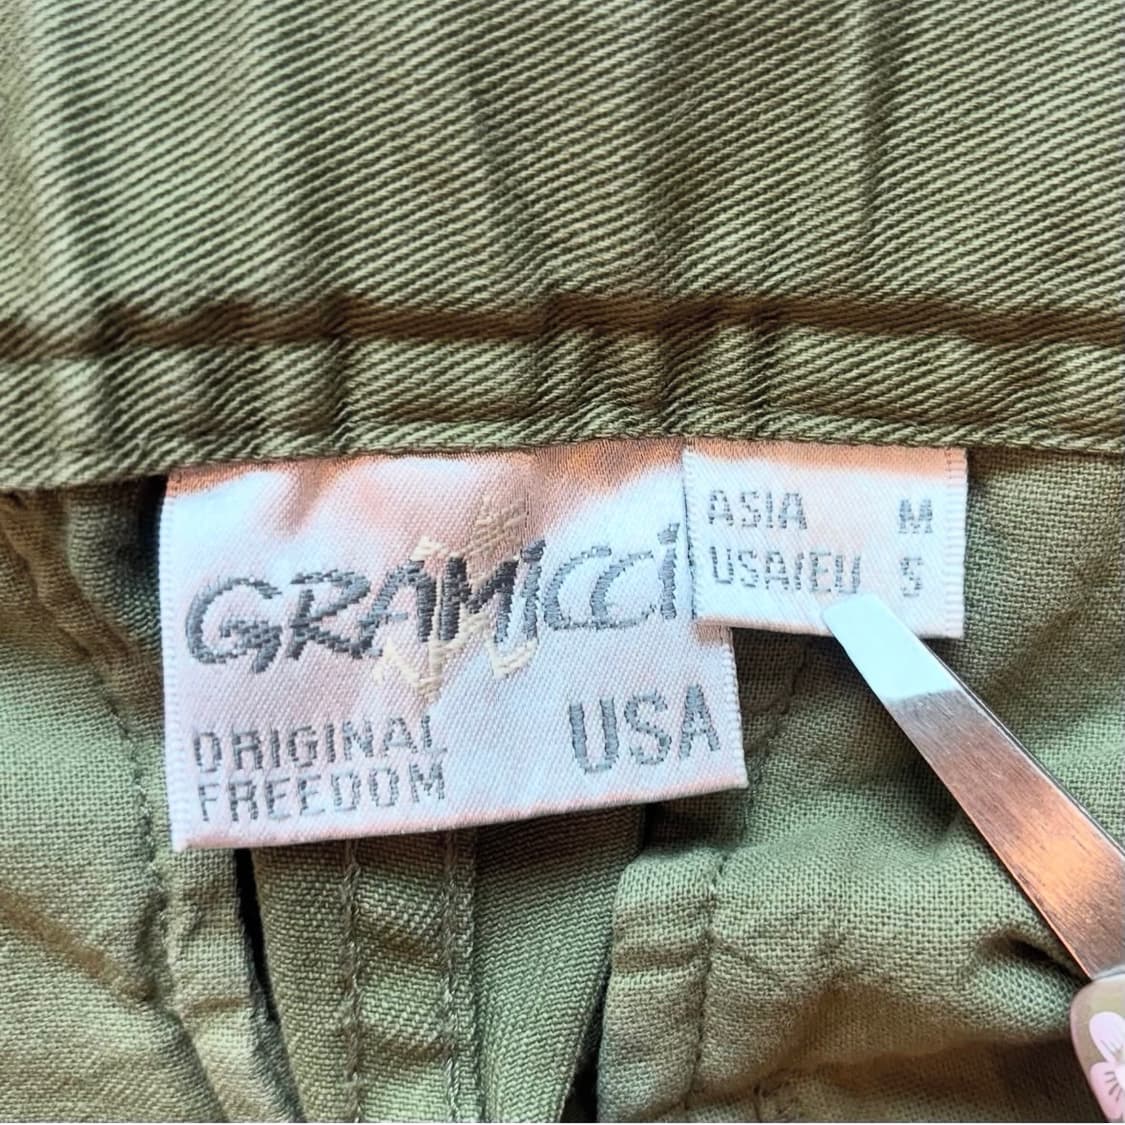 GRAMICCI
ORIGINAL
FREEDOM
USA
ASIA M
USA/EU S